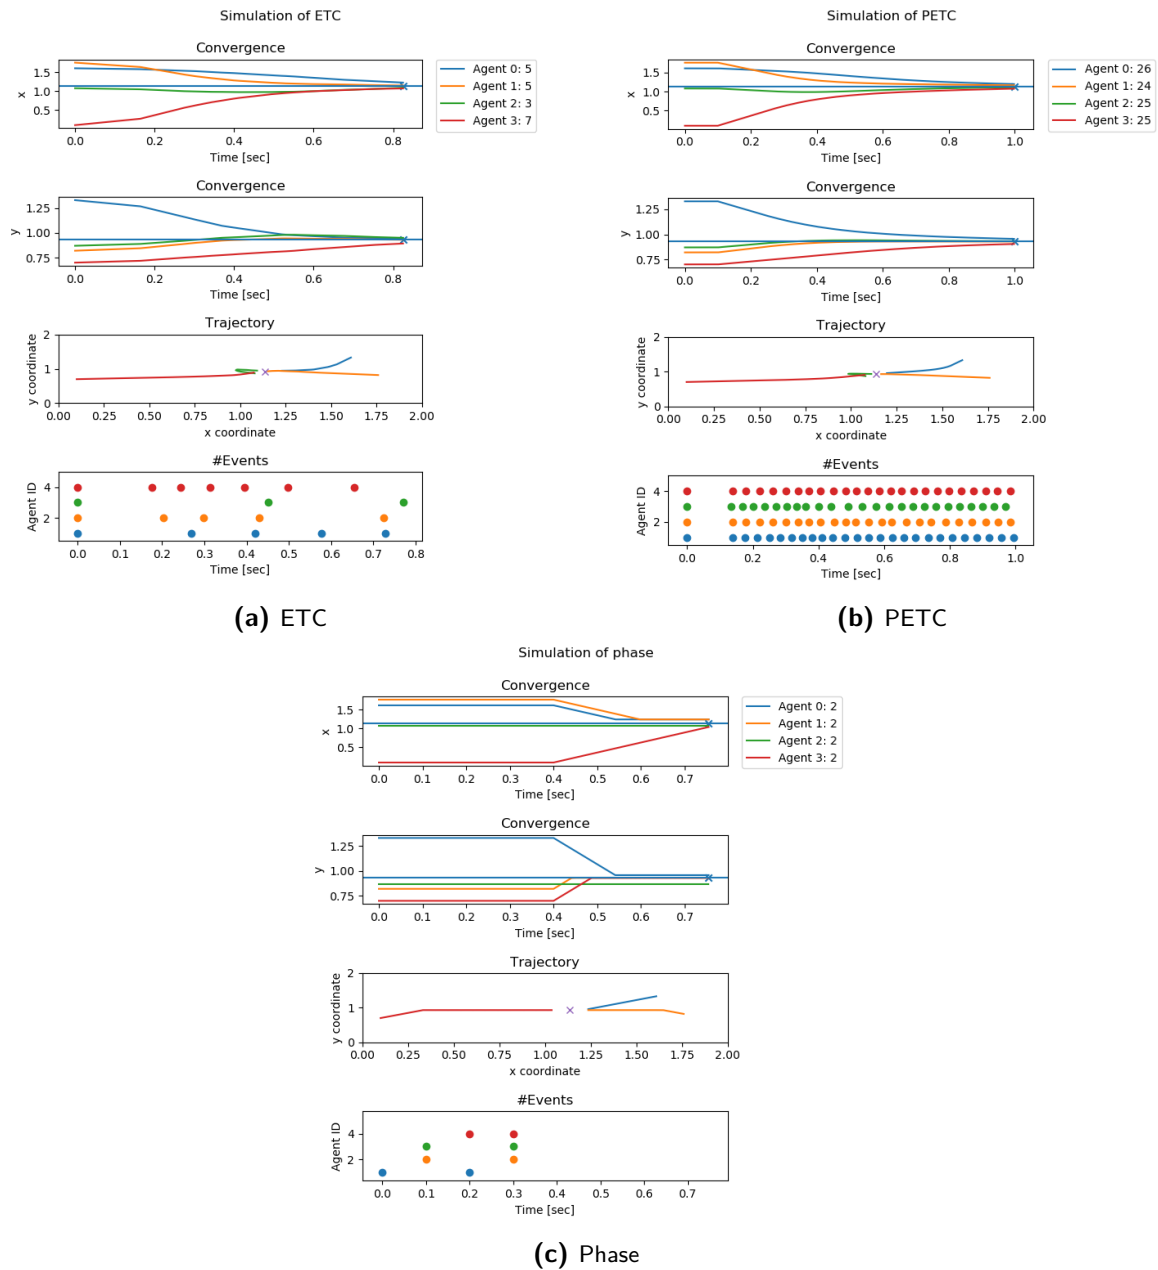 Simulation of ETC
Convergence
1.5
1.0
0.5
x
0.0 0.2 0.4 0.6 0.8
Time [sec]
Agent 0: 5
Agent 1: 5
Agent 2: 3
Agent 3: 7
Convergence
1.25
1.00
0.75
y
0.0 0.2 0.4 0.6 0.8
Time [sec]
Trajectory
2
1
0
y coordinate
0.00 0.25 0.50 0.75 1.00 1.25 1.50 1.75 2.00
x coordinate
#Events
4
2
Agent ID
0.0 0.1 0.2 0.3 0.4 0.5 0.6 0.7 0.8
Time [sec]
(a) ETC
Simulation of PETC
Convergence
1.5
1.0
0.5
x
0.0 0.2 0.4 0.6 0.8 1.0
Time [sec]
Agent 0: 26
Agent 1: 24
Agent 2: 25
Agent 3: 25
Convergence
1.25
1.00
0.75
y
0.0 0.2 0.4 0.6 0.8 1.0
Time [sec]
Trajectory
2
1
0
y coordinate
0.00 0.25 0.50 0.75 1.00 1.25 1.50 1.75 2.00
x coordinate
#Events
4
2
Agent ID
0.0 0.2 0.4 0.6 0.8 1.0
Time [sec]
(b) PETC
Simulation of phase
Convergence
1.5
1.0
0.5
x
0.0 0.1 0.2 0.3 0.4 0.5 0.6 0.7
Time [sec]
Agent 0: 2
Agent 1: 2
Agent 2: 2
Agent 3: 2
Convergence
1.25
1.00
0.75
y
0.0 0.1 0.2 0.3 0.4 0.5 0.6 0.7
Time [sec]
Trajectory
2
1
0
y coordinate
0.00 0.25 0.50 0.75 1.00 1.25 1.50 1.75 2.00
x coordinate
#Events
4
2
Agent ID
0.0 0.1 0.2 0.3 0.4 0.5 0.6 0.7
Time [sec]
(c) Phase